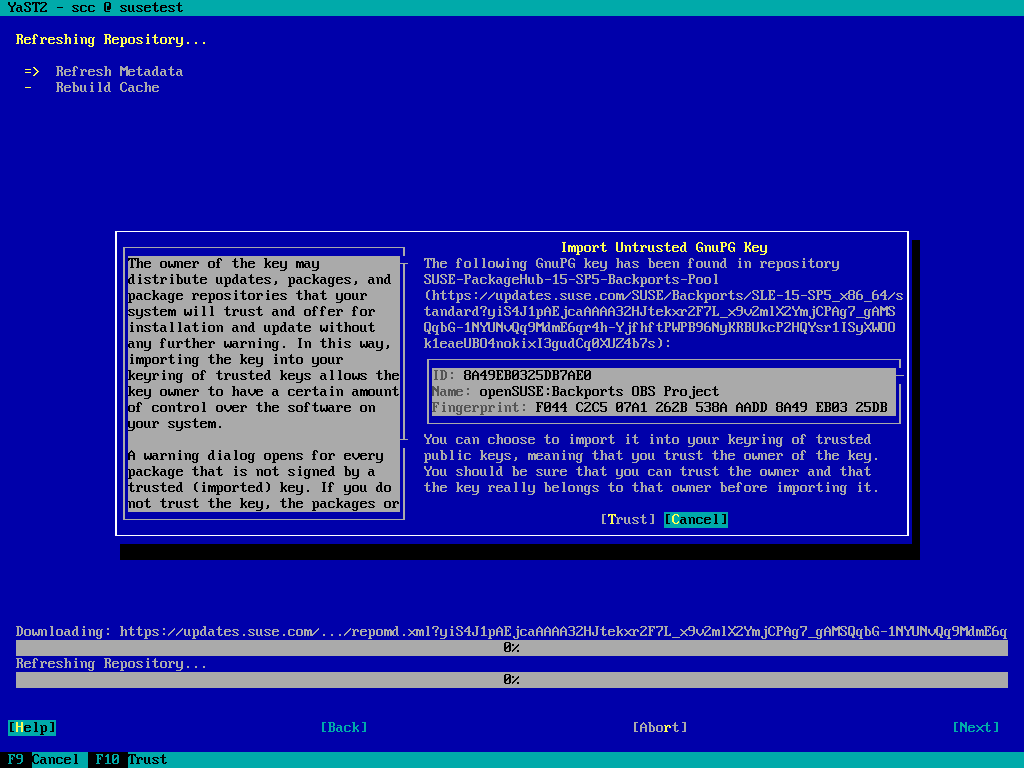 YaST2 - scc @ susetest
Refreshing Repository...
=> Refresh Metadata
- Rebuild Cache
The owner of the key may
distribute updates, packages, and
package repositories that your
system will trust and offer for
installation and update without
any further warning. In this way,
importing the key into your
keyring of trusted keys allows the
key owner to have a certain amount
of control over the software on
your system.
A warning dialog opens for every
package that is not signed by a
trusted (imported) key. If you do
not trust the key, the packages or
Import Untrusted GnuPG Key
The following GnuPG key has been found in repository
SUSE-PackageHub-15-SP5-Backports-Pool
(https://updates.suse.com/SUSE/Backports/SLE-15-SP5_x86_64/s
tandard?yiS4J1pAEjcaAAAA32HJtekxr2F7L_x9v2mlX2YmjCPAg7_gAMS
QqbG-1NYUNvQq9MdmE6qr4h-YjfhftPWPB96NyKRBUkcP2HQYsr1ISyXWOO
k1eaeUBO4nokixI3gudCq0XUZ4b7s):
ID: 8A49EB0325DB7AE0
Name: openSUSE:Backports OBS Project
Fingerprint: F044 C2C5 07A1 262B 538A AADD 8A49 EB03 25DB
You can choose to import it into your keyring of trusted
public keys, meaning that you trust the owner of the key.
You should be sure that you can trust the owner and that
the key really belongs to that owner before importing it.
[Trust] [Cancel]
Downloading: https://updates.suse.com/.../repomd.xml?yiS4J1pAEjcaAAAA32HJtekxr2F7L_x9v2mlX2YmjCPAg7_gAMSQqbG-1NYUNvQq9MdmE6q
0%
Refreshing Repository...
0%
[Help] [Back] [Abort] [Next]
F9 Cancel F10 Trust